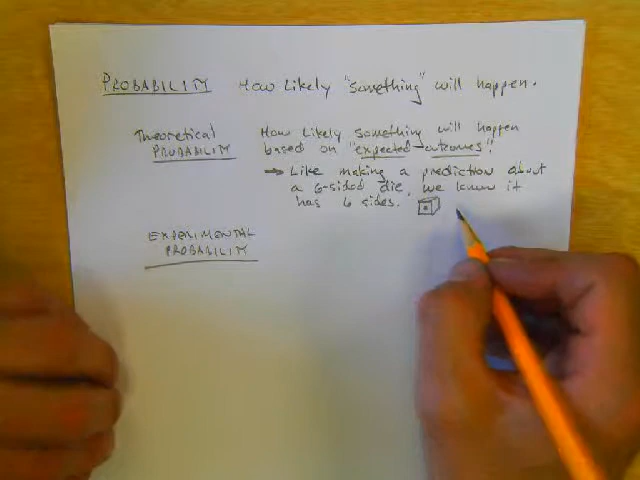 PROBABILITY How Likely "something" will happen.
Theoretical How Likely something will happen
PROBABILITY based on "expected outcomes!"
→ Like making a prediction about
a 6-sided die, we know it
has 6 sides.
EXPERIMENTAL
PROBABILITY